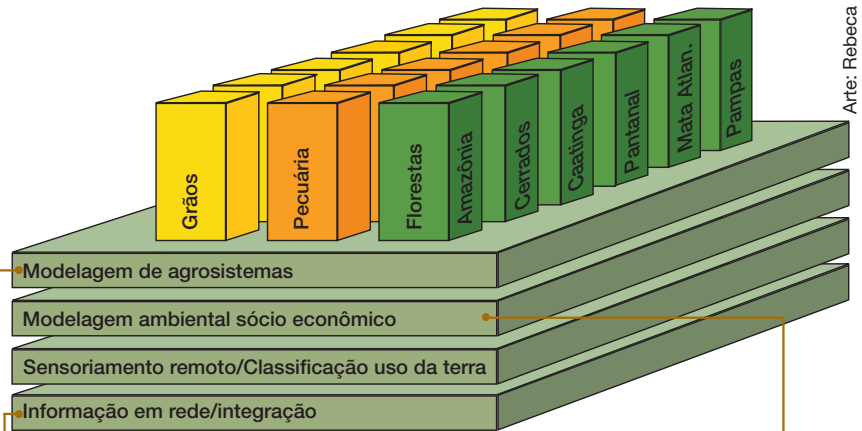 Arte: Rebeca
Grãos
Pecuária
Florestas
Amazônia
Cerrados
Caatinga
Pantanal
Mata Atlan.
Pampas
Modelagem de agrosistemas
Modelagem ambiental sócio econômico
Sensoriamento remoto/Classificação uso da terra
Informação em rede/integração